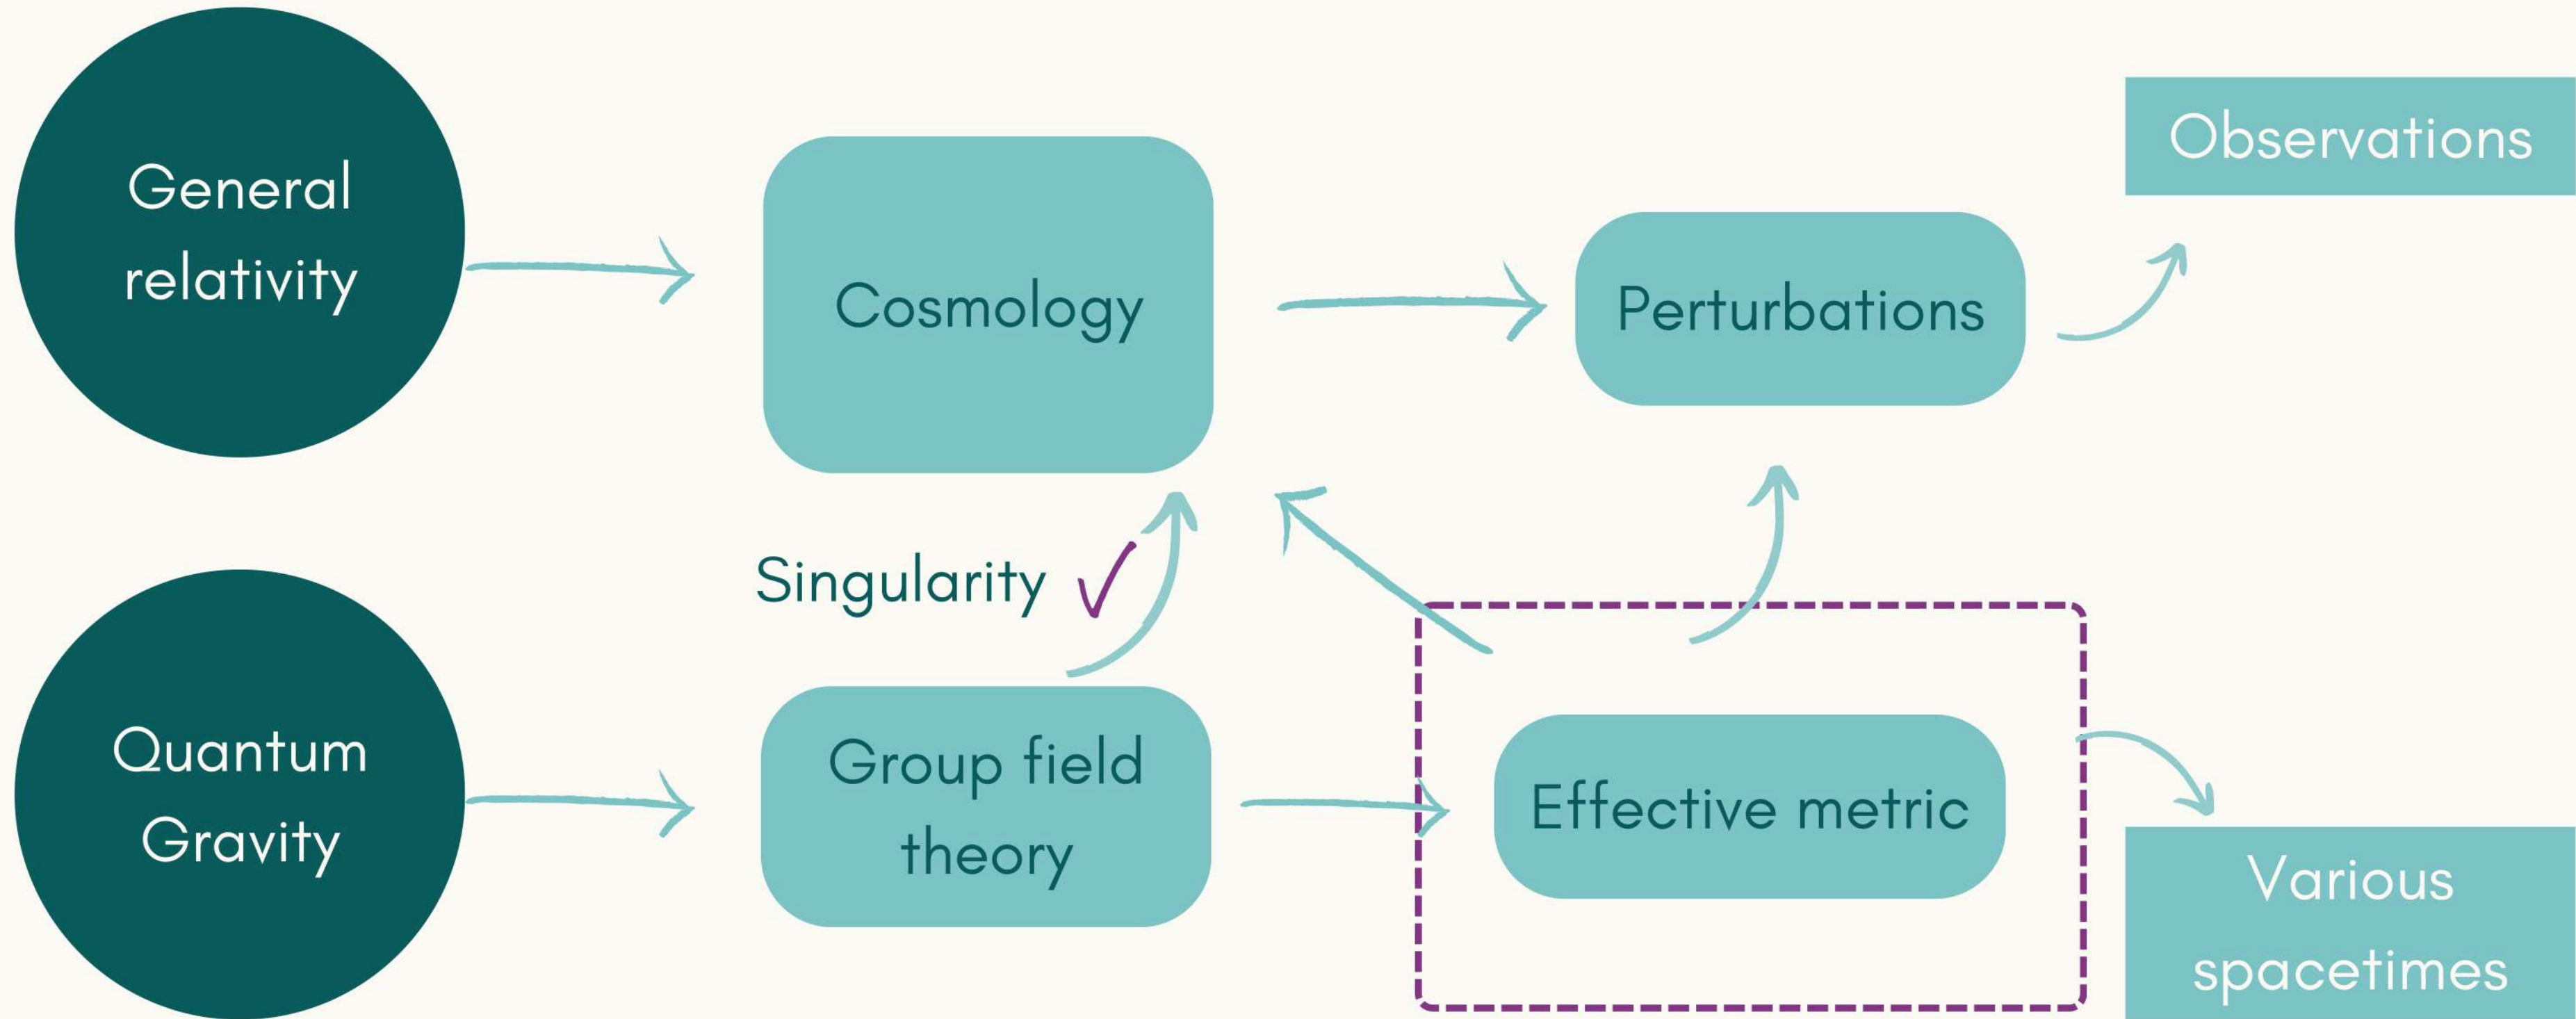 General
relativity
Cosmology
Perturbations
Observations
Singularity
Quantum
Gravity
Group field
theory
Effective metric
Various
spacetimes